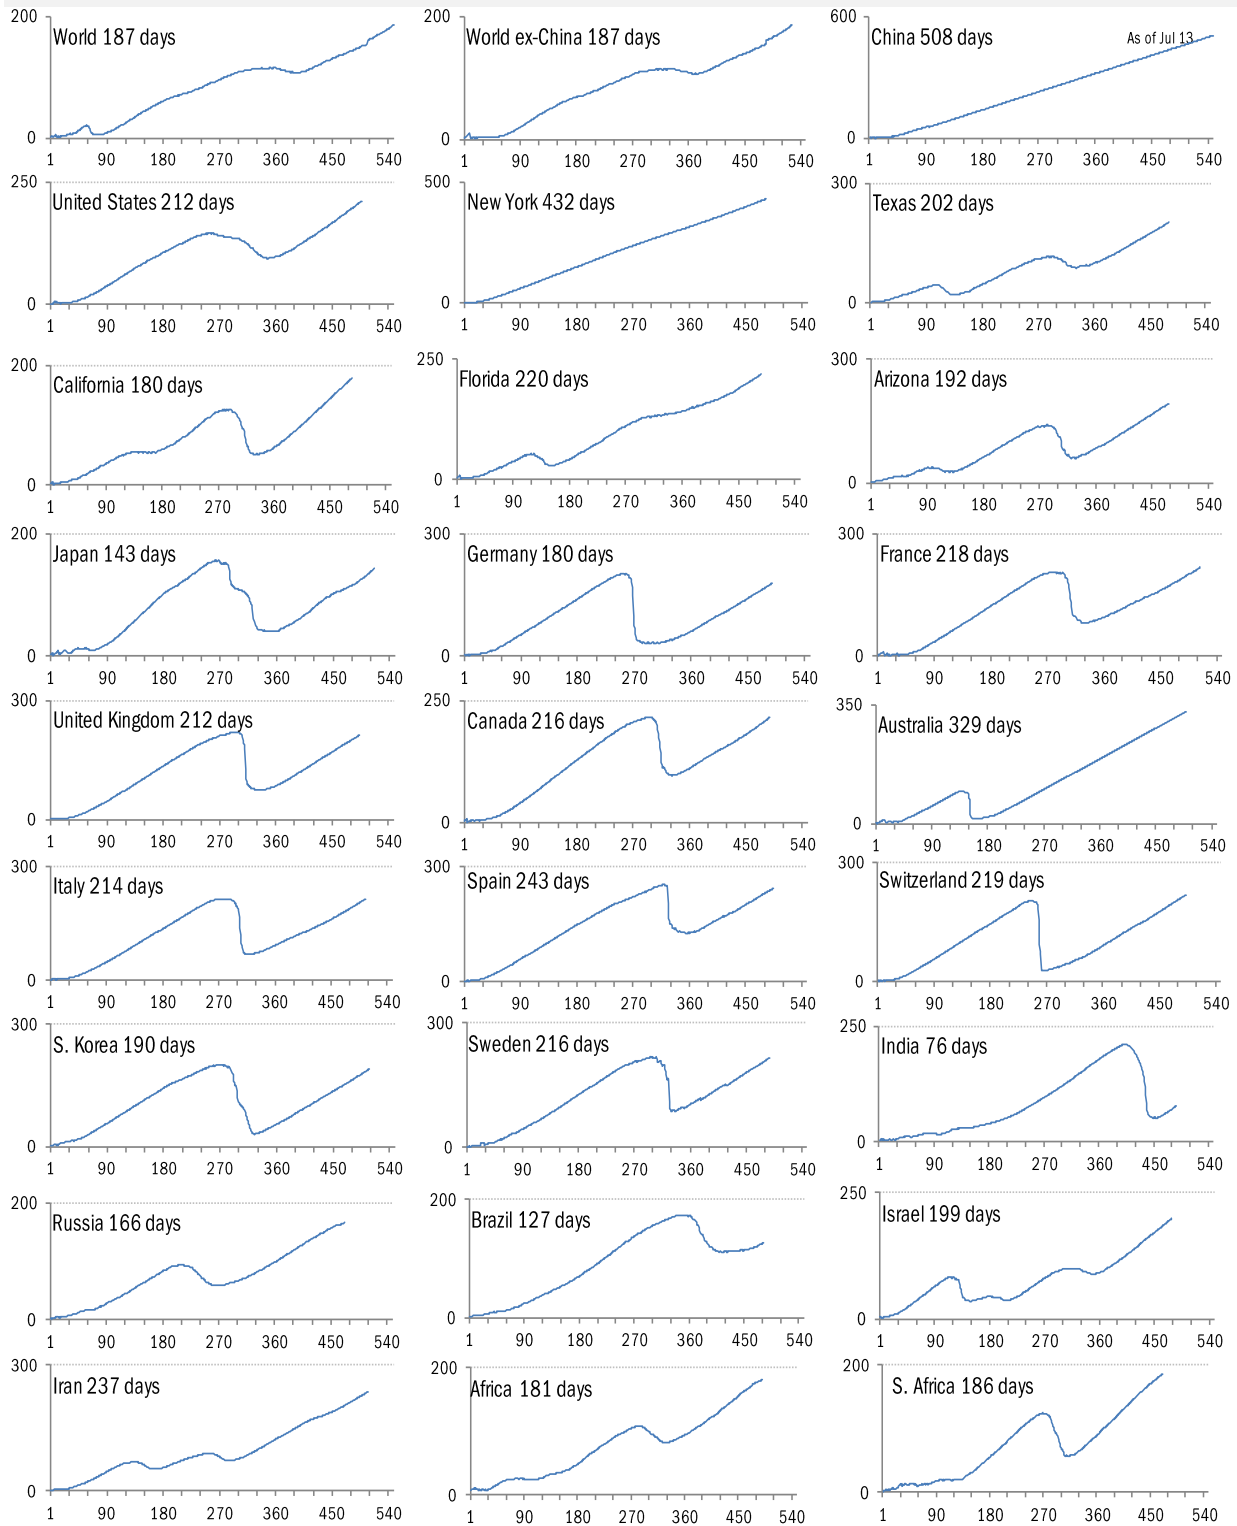 200 200 600
World 187 days World ex-China 187 days China 508 days As of Jul 13
0 0 0
1 90 180 270 360 450 540 1 90 180 270 360 450 540 1 90 180 270 360 450 540
250 500 300
United States 212 days New York 432 days Texas 202 days
0 0 0
1 90 180 270 360 450 540 1 90 180 270 360 450 540 1 90 180 270 360 450 540
200 250 300
California 180 days Florida 220 days Arizona 192 days
0 0 0
1 90 180 270 360 450 540 1 90 180 270 360 450 540 1 90 180 270 360 450 540
200 300 300
Japan 143 days Germany 180 days France 218 days
0 0 0
1 90 180 270 360 450 540 1 90 180 270 360 450 540 1 90 180 270 360 450 540
300 250 350
United Kingdom 212 days Canada 216 days Australia 329 days
0 0 0
1 90 180 270 360 450 540 1 90 180 270 360 450 540 1 90 180 270 360 450 540
300 300 300
Italy 214 days Spain 243 days Switzerland 219 days
0 0 0
1 90 180 270 360 450 540 1 90 180 270 360 450 540 1 90 180 270 360 450 540
300 300 250
S. Korea 190 days Sweden 216 days India 76 days
0 0 0
1 90 180 270 360 450 540 1 90 180 270 360 450 540 1 90 180 270 360 450 540
200 200 250
Russia 166 days Brazil 127 days Israel 199 days
0 0 0
1 90 180 270 360 450 540 1 90 180 270 360 450 540 1 90 180 270 360 450 540
300 200 200
Iran 237 days Africa 181 days S. Africa 186 days
0 0 0
1 90 180 270 360 450 540 1 90 180 270 360 450 540 1 90 180 270 360 450 540